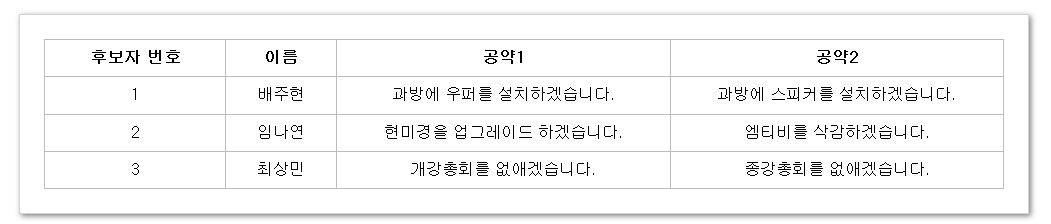 후보자 번호 이름 공약1 공약2
1 배주현 과방에 우퍼를 설치하겠습니다. 과방에 스피커를 설치하겠습니다.
2 임나연 현미경을 업그레이드 하겠습니다. 엠티비를 삭감하겠습니다.
3 최상민 개강총회를 없애겠습니다. 종강총회를 없애겠습니다.